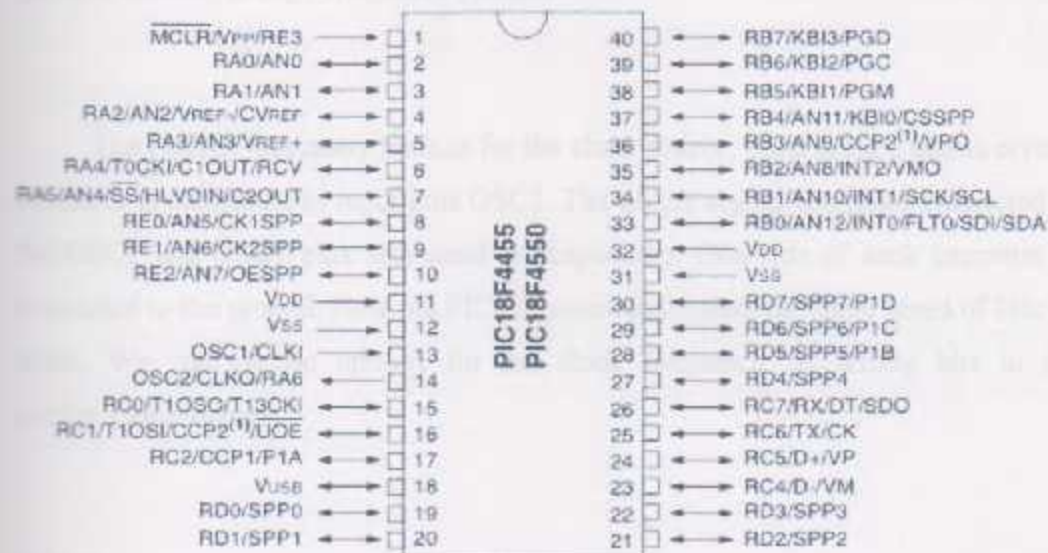 MCLR/VPP/RE3 1 40 RB7/KBI3/PGD
RA0/AN0 2 39 RB6/KBI2/PGC
RA1/AN1 3 38 RB5/KBI1/PGM
RA2/AN2/VREF-/CVREF 4 37 RB4/AN11/KBI0/CSSPP
RA3/AN3/VREF+ 5 36 RB3/AN9/CCP2(1)/VPO
RA4/T0CKI/C1OUT/RCV 6 35 RB2/AN8/INT2/VMO
RA5/AN4/SS/HLVDIN/C2OUT 7 34 RB1/AN10/INT1/SCK/SCL
RE0/AN5/CK1SPP 8 33 RB0/AN12/INT0/FLT0/SDI/SDA
RE1/AN6/CK2SPP 9 32 VDD
RE2/AN7/OESPP 10 31 VSS
VDD 11 30 RD7/SPP7/P1D
VSS 12 29 RD6/SPP6/P1C
OSC1/CLKI 13 28 RD5/SPP5/P1B
OSC2/CLKO/RA6 14 27 RD4/SPP4
RC0/T1OSO/T13CKI 15 26 RC7/RX/DT/SDO
RC1/T1OSI/CCP2(1)/UOE 16 25 RC6/TX/CK
RC2/CCP1/P1A 17 24 RC5/D+/VP
VUSB 18 23 RC4/D-/VM
RD0/SPP0 19 22 RD3/SPP3
RD1/SPP1 20 21 RD2/SPP2
PIC18F4455
PIC18F4550